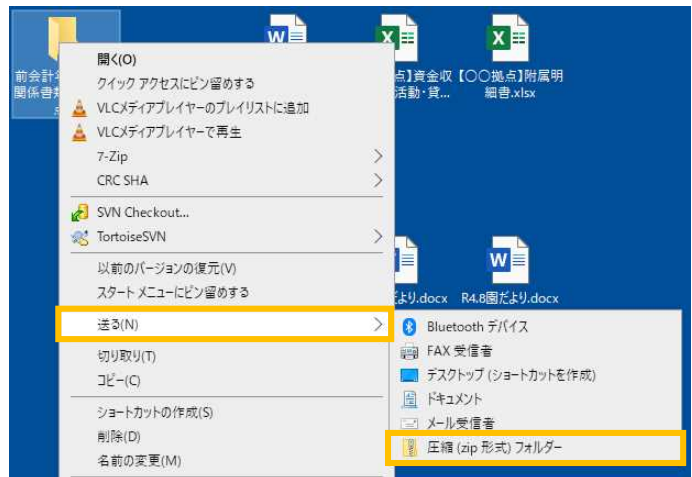 前会計
関係書
点】資金収
活動・貸...
【〇〇拠点】附属明
細書.xlsx
開く(O)
クイック アクセスにピン留めする
VLCメディアプレイヤーのプレイリストに追加
VLCメディアプレイヤーで再生
7-Zip
CRC SHA
SVN Checkout...
TortoiseSVN
以前のバージョンの復元(V)
スタート メニューにピン留めする
だより.docx
R4.8園だより.docx
送る(N)
Bluetooth デバイス
FAX 受信者
デスクトップ (ショートカットを作成)
ドキュメント
メール受信者
圧縮 (zip 形式) フォルダー
切り取り(T)
コピー(C)
ショートカットの作成(S)
削除(D)
名前の変更(M)